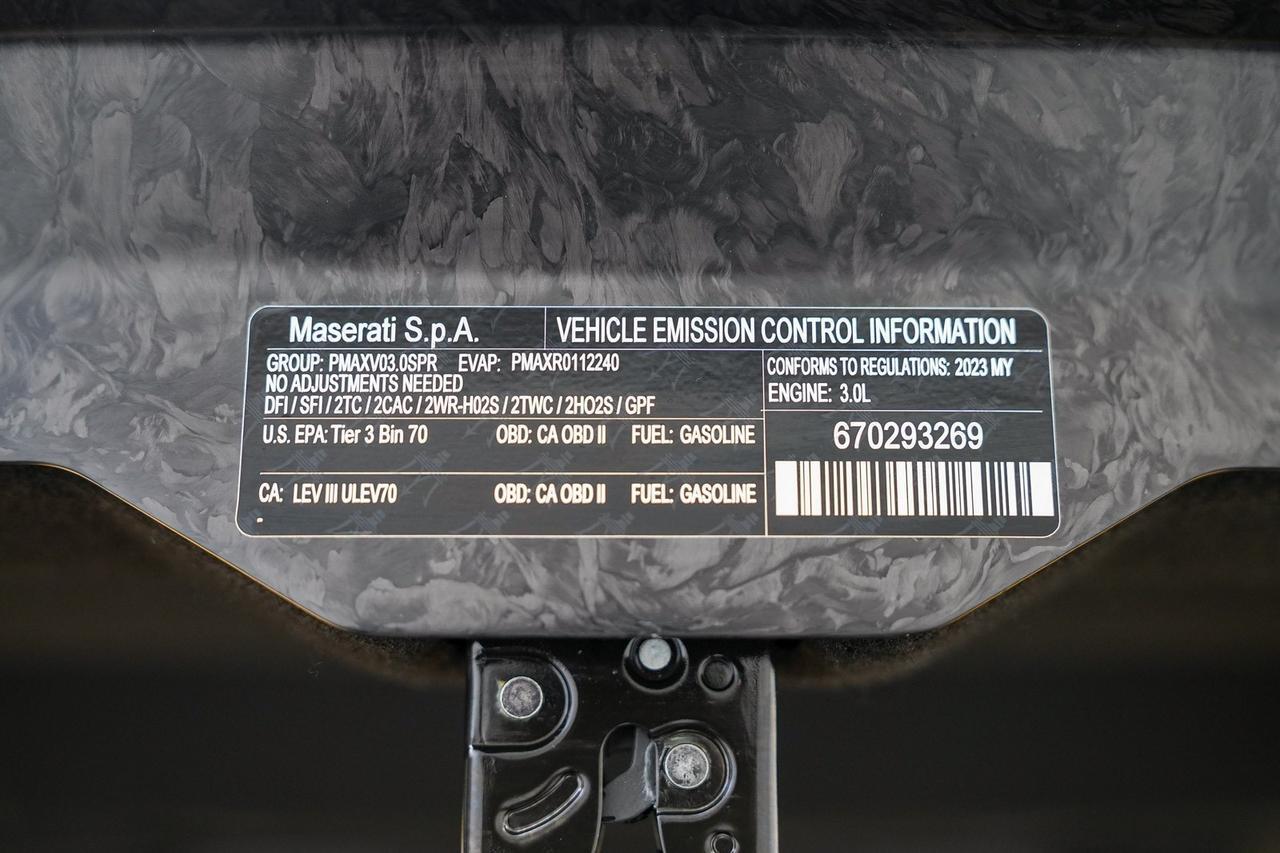 Maserati S.p.A. VEHICLE EMISSION CONTROL INFORMATION
GROUP: PMAXV03.0SPR EVAP: PMAXR0112240
NO ADJUSTMENTS NEEDED
DFI / SFI / 2TC / 2CAC / 2WR-H02S / 2TWC / 2HO2S / GPF
CONFORMS TO REGULATIONS: 2023 MY
ENGINE: 3.0L
U.S. EPA: Tier 3 Bin 70 OBD: CA OBD II FUEL: GASOLINE
CA: LEV III ULEV70 OBD: CA OBD II FUEL: GASOLINE
670293269